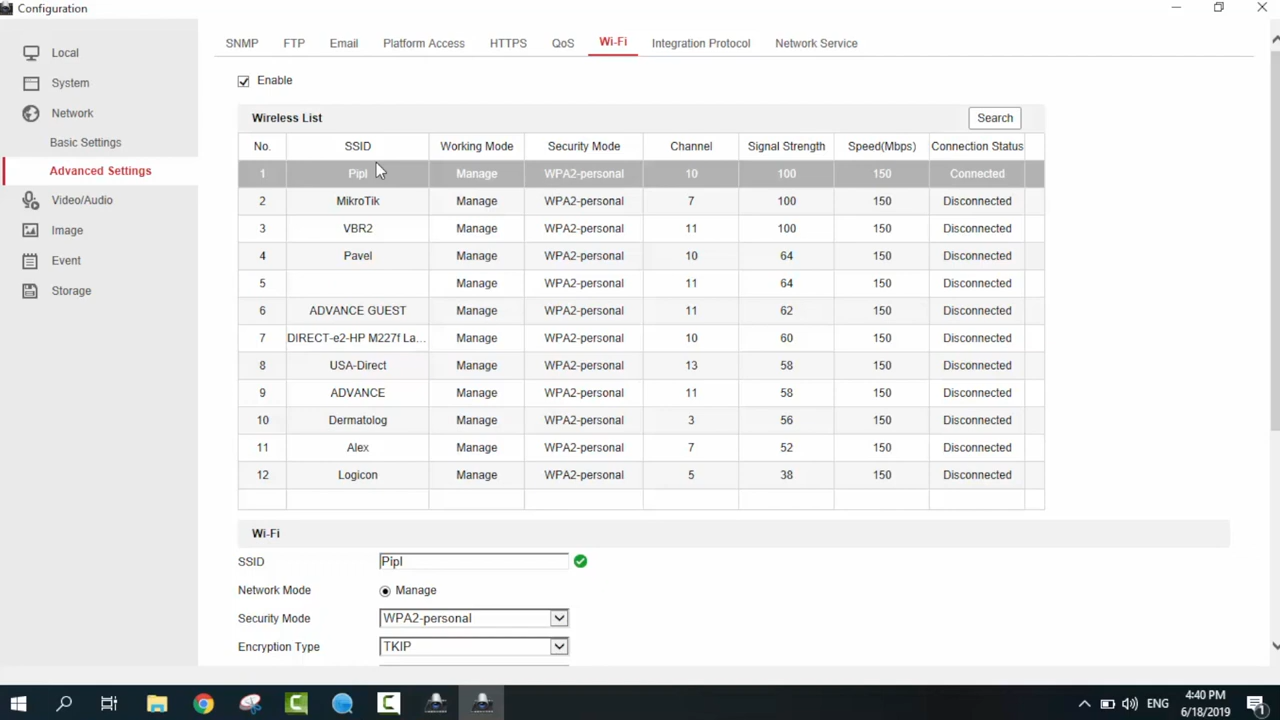 Configuration
Local
System
Network
Basic Settings
Advanced Settings
Video/Audio
Image
Event
Storage
SNMP FTP Email Platform Access HTTPS QoS Wi-Fi Integration Protocol Network Service
Enable
Wireless List Search
No. SSID Working Mode Security Mode Channel Signal Strength Speed(Mbps) Connection Status
1 Pipl Manage WPA2-personal 10 100 150 Connected
2 MikroTik Manage WPA2-personal 7 100 150 Disconnected
3 VBR2 Manage WPA2-personal 11 100 150 Disconnected
4 Pavel Manage WPA2-personal 10 64 150 Disconnected
5 Manage WPA2-personal 11 64 150 Disconnected
6 ADVANCE GUEST Manage WPA2-personal 11 62 150 Disconnected
7 DIRECT-e2-HP M227f La... Manage WPA2-personal 10 60 150 Disconnected
8 USA-Direct Manage WPA2-personal 13 58 150 Disconnected
9 ADVANCE Manage WPA2-personal 11 58 150 Disconnected
10 Dermatolog Manage WPA2-personal 3 56 150 Disconnected
11 Alex Manage WPA2-personal 7 52 150 Disconnected
12 Logicon Manage WPA2-personal 5 38 150 Disconnected
Wi-Fi
SSID Pipl
Network Mode Manage
Security Mode WPA2-personal
Encryption Type TKIP
ENG
4:40 PM
6/18/2019
1